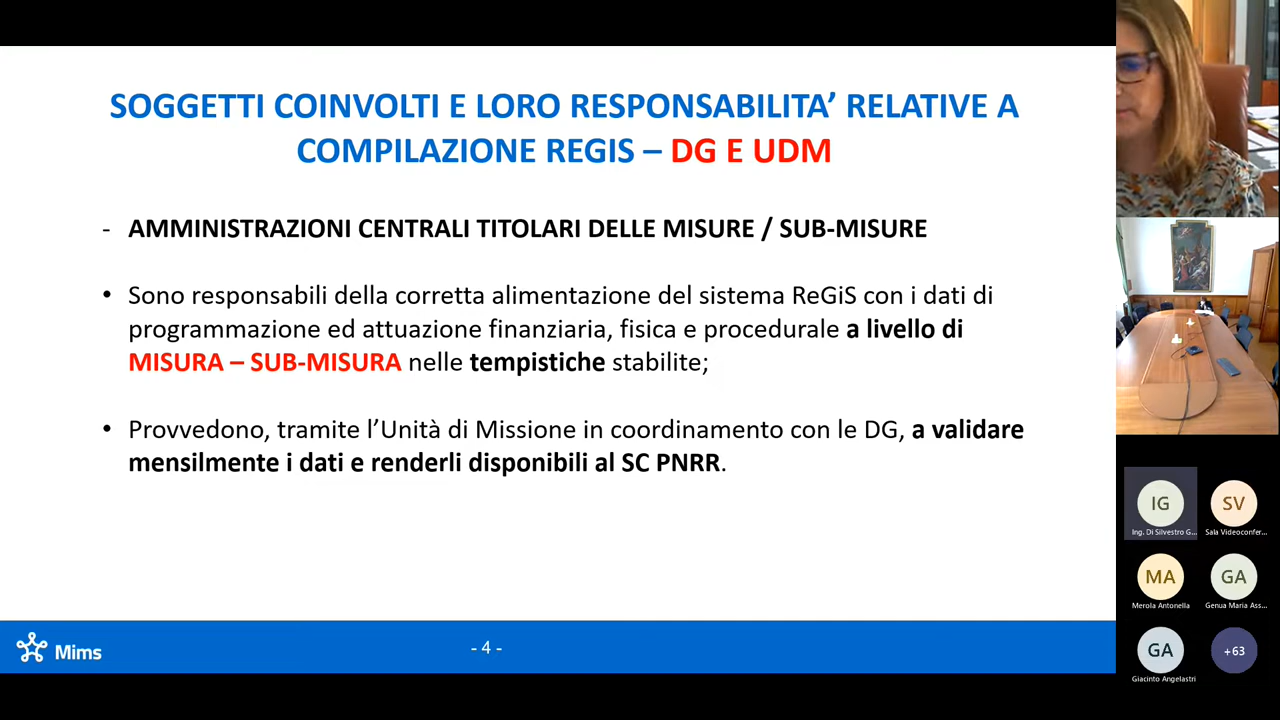 SOGGETTI COINVOLTI E LORO RESPONSABILITA’ RELATIVE A
COMPILAZIONE REGIS – DG E UDM
- AMMINISTRAZIONI CENTRALI TITOLARI DELLE MISURE / SUB-MISURE
• Sono responsabili della corretta alimentazione del sistema ReGiS con i dati di
programmazione ed attuazione finanziaria, fisica e procedurale a livello di
MISURA – SUB-MISURA nelle tempistiche stabilite;
• Provvedono, tramite l’Unità di Missione in coordinamento con le DG, a validare
mensilmente i dati e renderli disponibili al SC PNRR.
Mims
- 4 -
IG
Ing. Di Silvestro G...
SV
Sala Videoconfer...
MA
Merola Antonella
GA
Genua Maria Ass...
GA
Giacinto Angelastri
+63